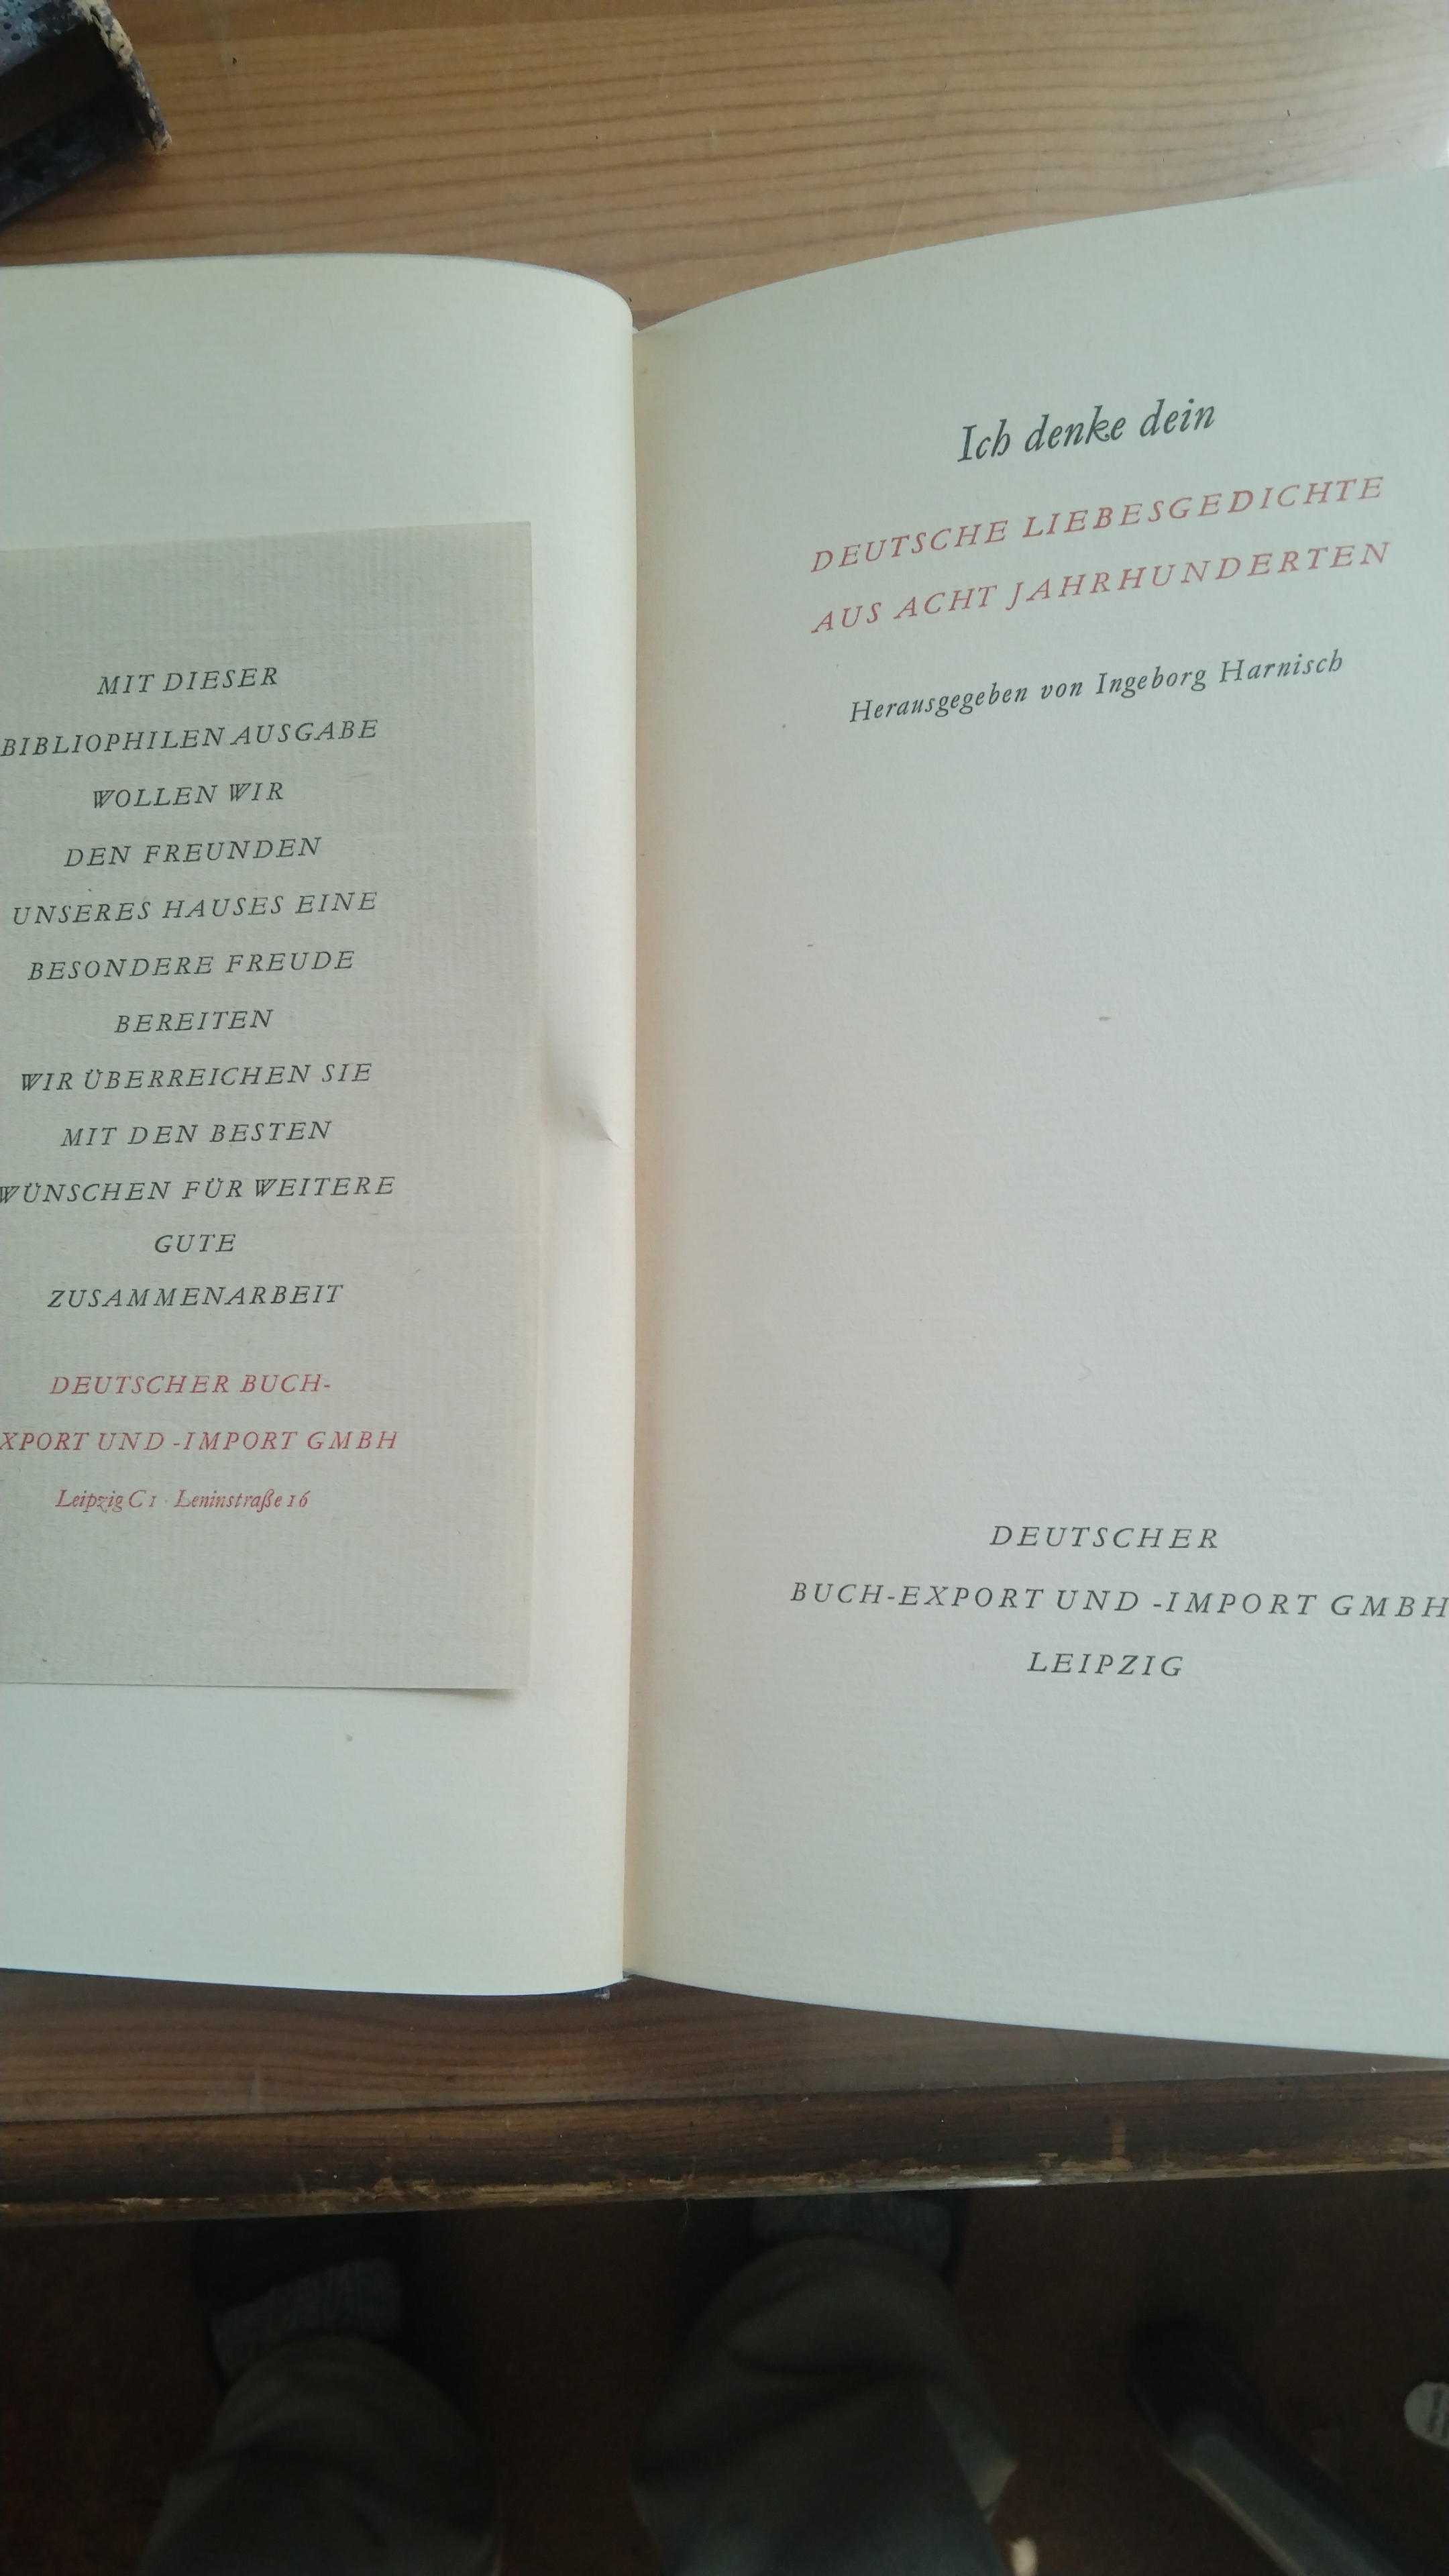 MIT DIESER
BIBLIOPHILEN AUSGABE
WOLLEN WIR
DEN FREUNDEN
UNSERES HAUSES EINE
BESONDERE FREUDE
BEREITEN
WIR ÜBERREICHEN SIE
MIT DEN BESTEN
WÜNSCHEN FÜR WEITERE
GUTE
ZUSAMMENARBEIT
DEUTSCHER BUCH-
XPORT UND -IMPORT GMBH
Leipzig C 1 · Leninstraße 16
Ich denke dein
DEUTSCHE LIEBESGEDICHTE
AUS ACHT JAHRHUNDERTEN
Herausgegeben von Ingeborg Harnisch
DEUTSCHER
BUCH-EXPORT UND -IMPORT GMBH
LEIPZIG